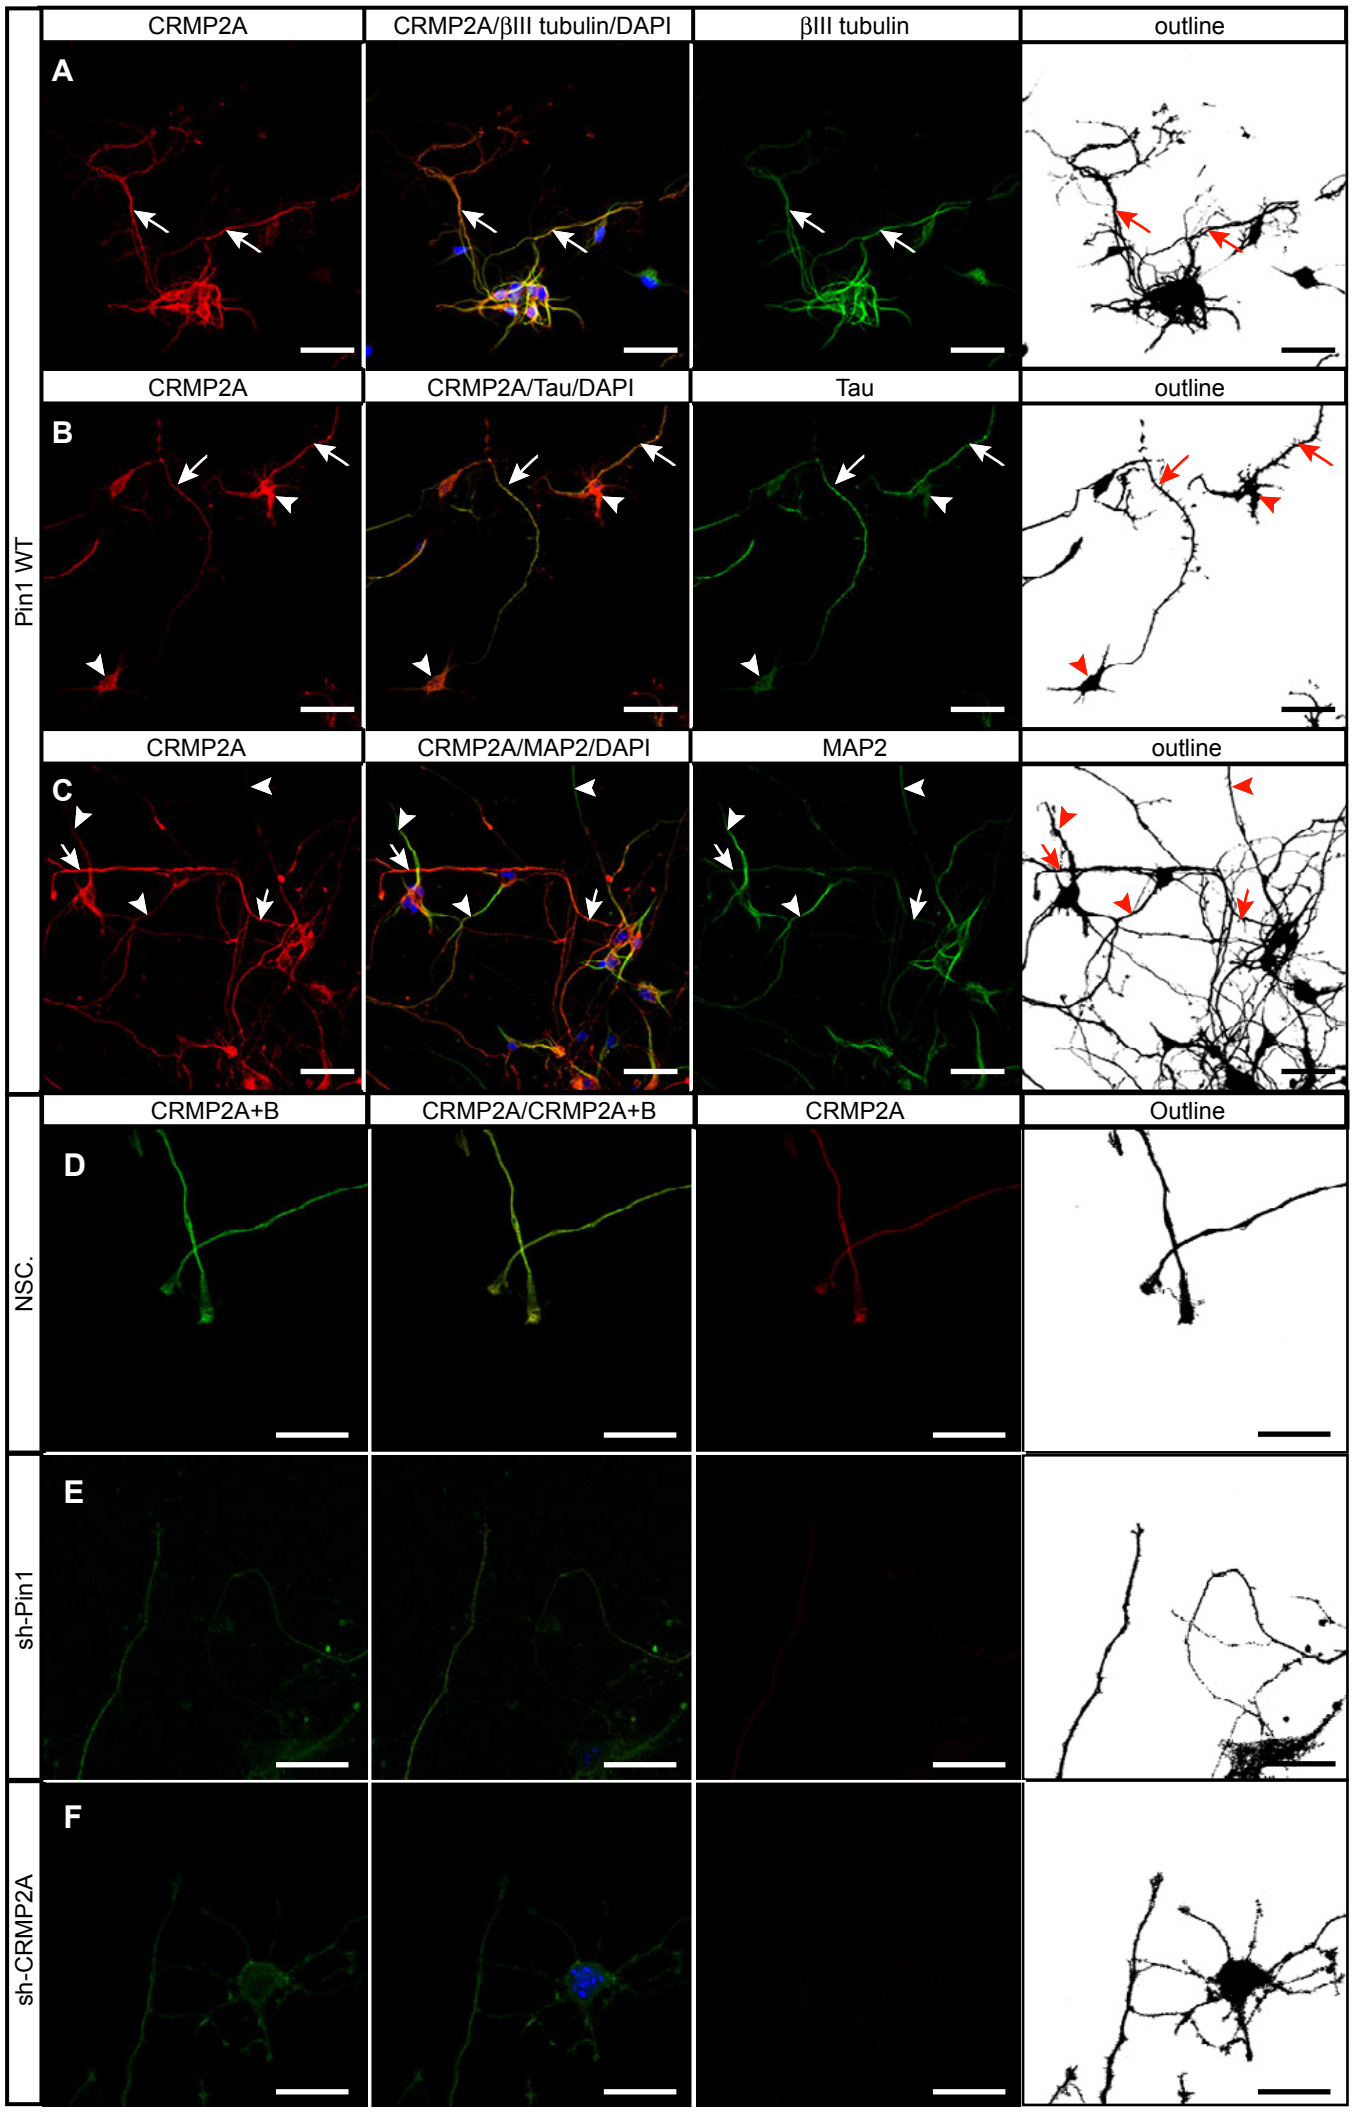 CRMP2A CRMP2A/βIII tubulin/DAPI βIII tubulin outline
A
CRMP2A CRMP2A/Tau/DAPI Tau outline
B
Pin1 WT
CRMP2A CRMP2A/MAP2/DAPI MAP2 outline
C
CRMP2A+B CRMP2A/CRMP2A+B CRMP2A Outline
D
NSC.
E
sh-Pin1
F
sh-CRMP2A